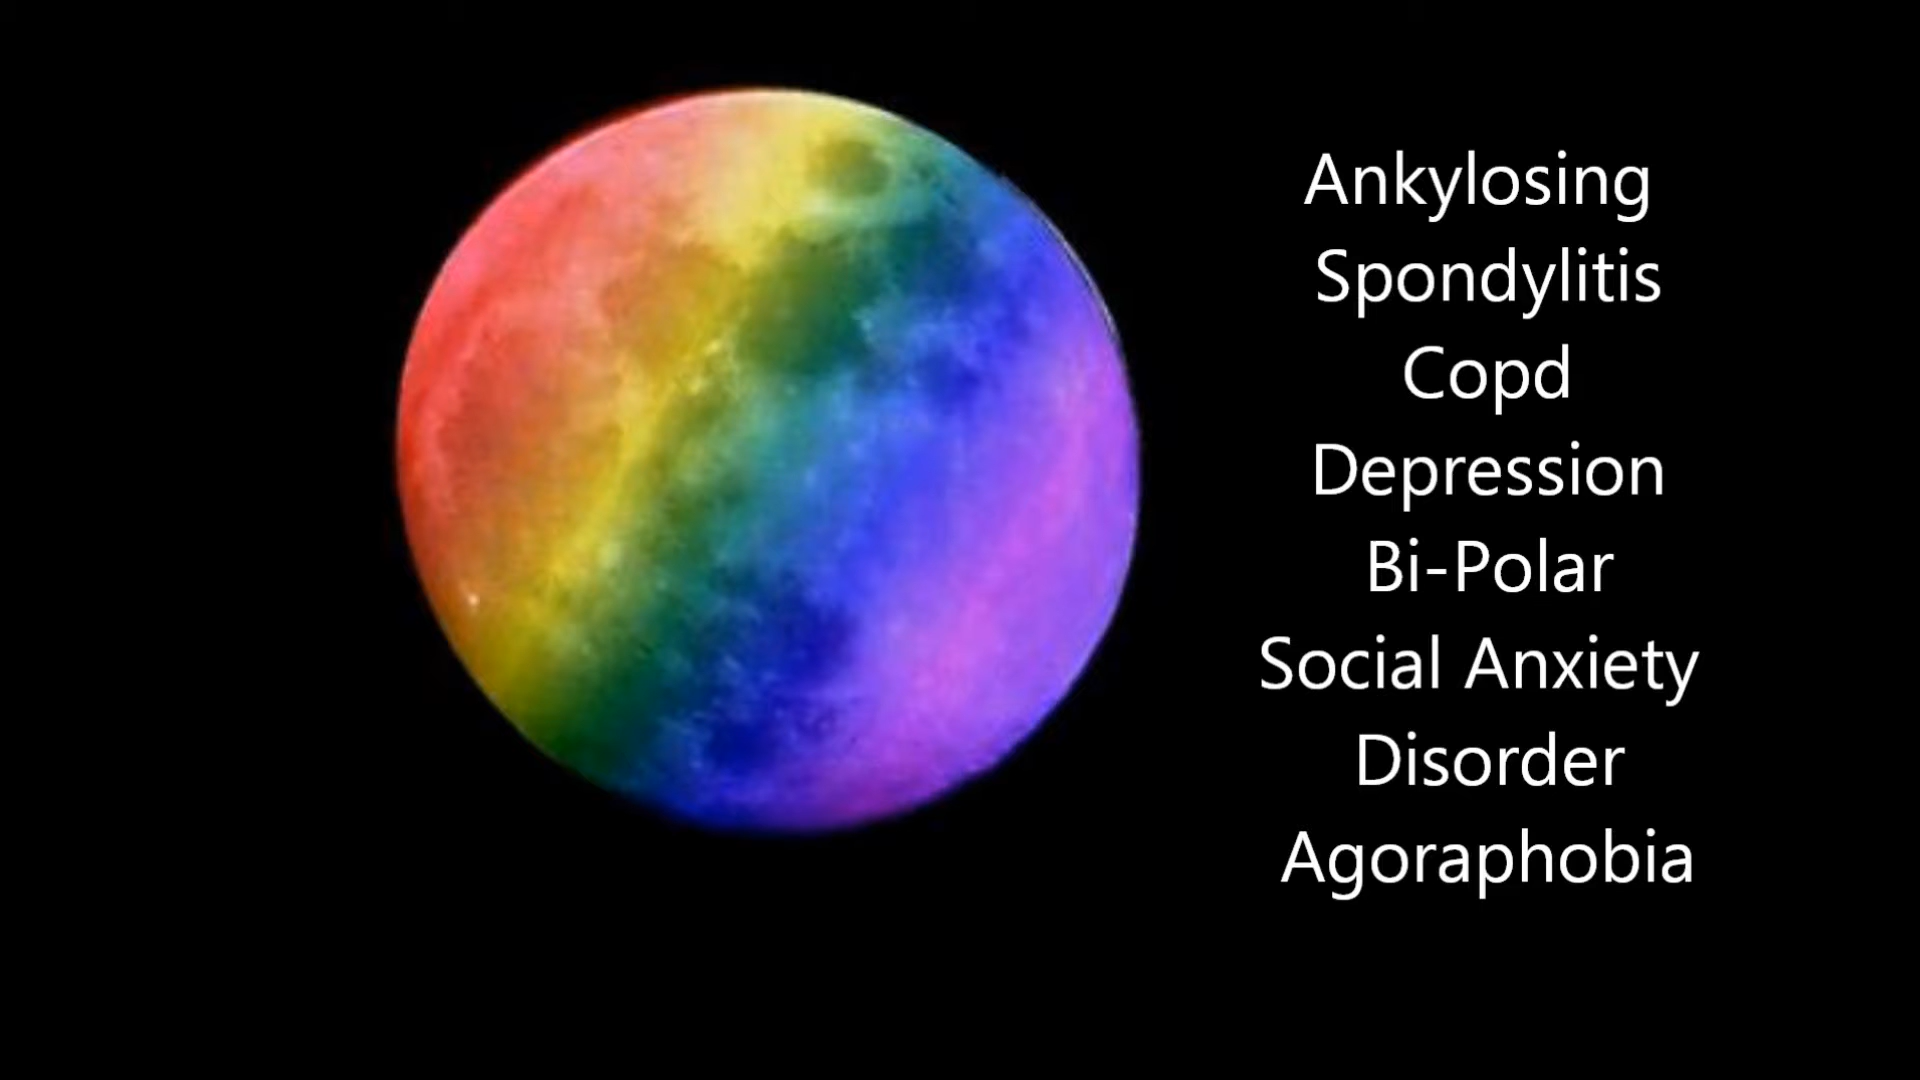 Ankylosing
Spondylitis
Copd
Depression
Bi-Polar
Social Anxiety
Disorder
Agoraphobia